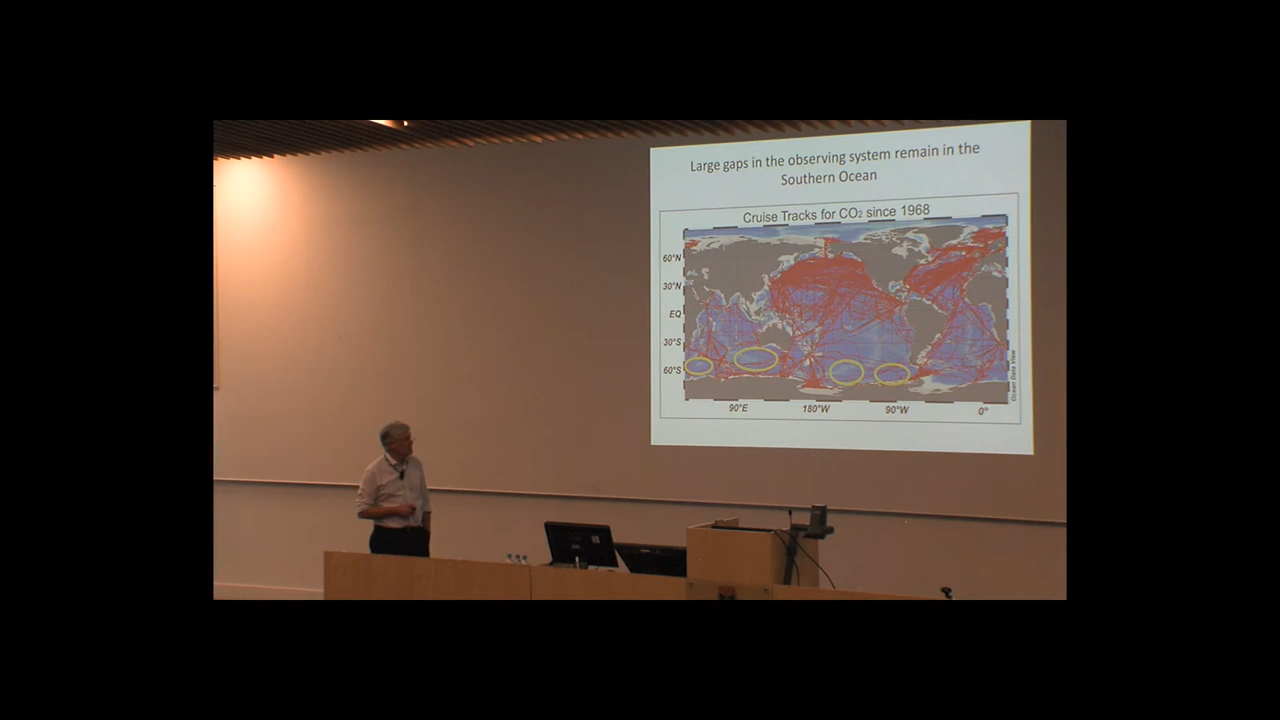 Large gaps in the observing system remain in the
Southern Ocean
Cruise Tracks for CO₂ since 1968
60°N
30°N
EQ
30°S
60°S
90°E
180°W
90°W
0°
Ocean Data View